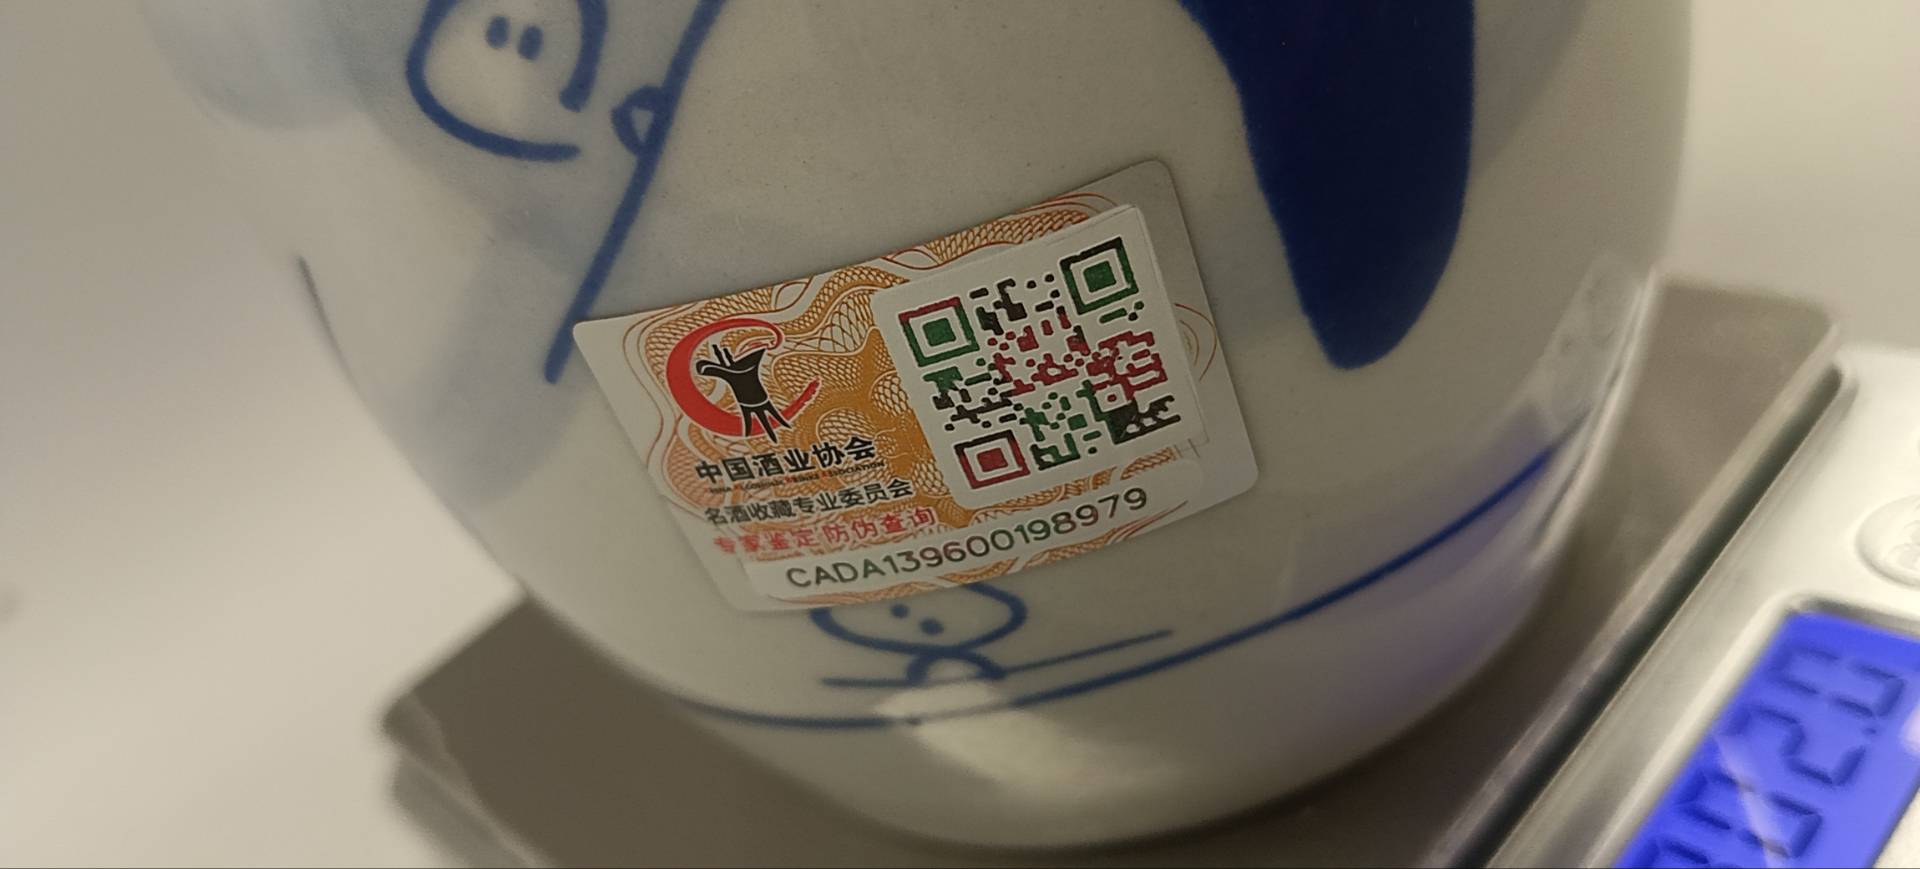 中国酒业协会
名酒收藏专业委员会
专家鉴定 防伪查询
CADA139600198979